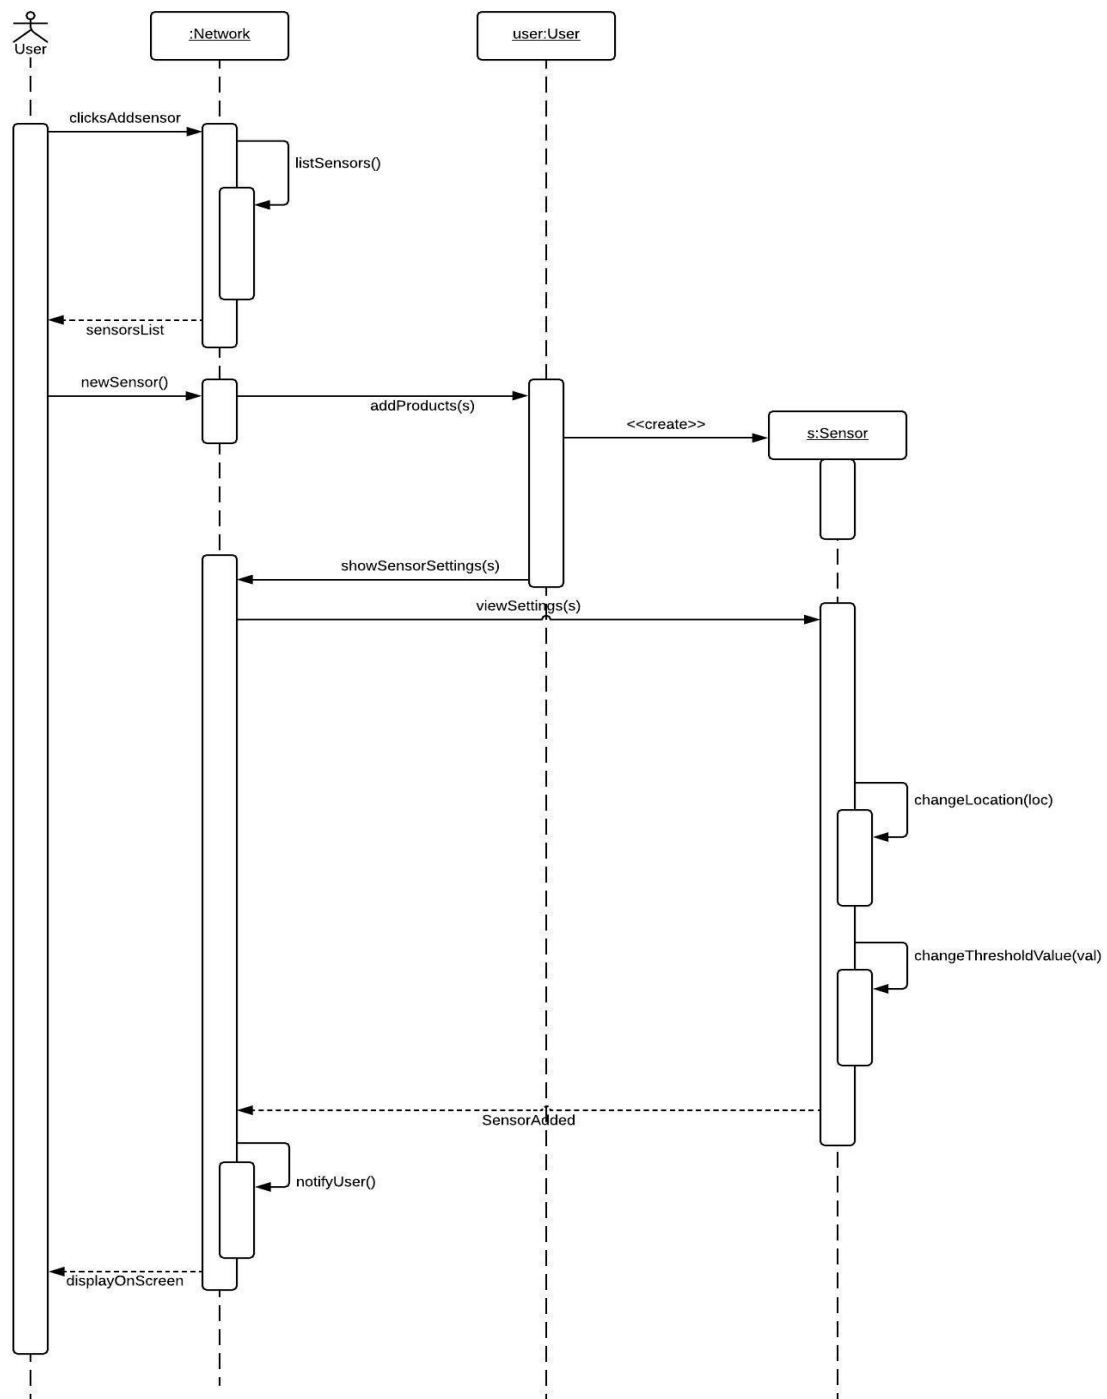 User
:Network
user:User
clicksAddsensor
listSensors()
sensorsList
newSensor()
addProducts(s)
<<create>>
s:Sensor
showSensorSettings(s)
viewSettings(s)
changeLocation(loc)
changeThresholdValue(val)
SensorAdded
notifyUser()
displayOnScreen